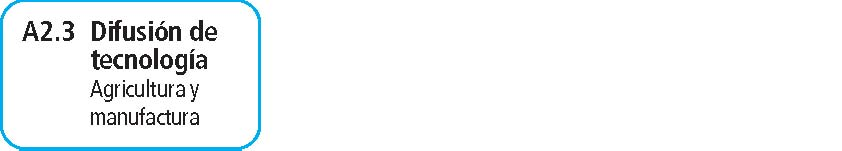 A2.3 Difusión de
tecnología
Agricultura y
manufactura